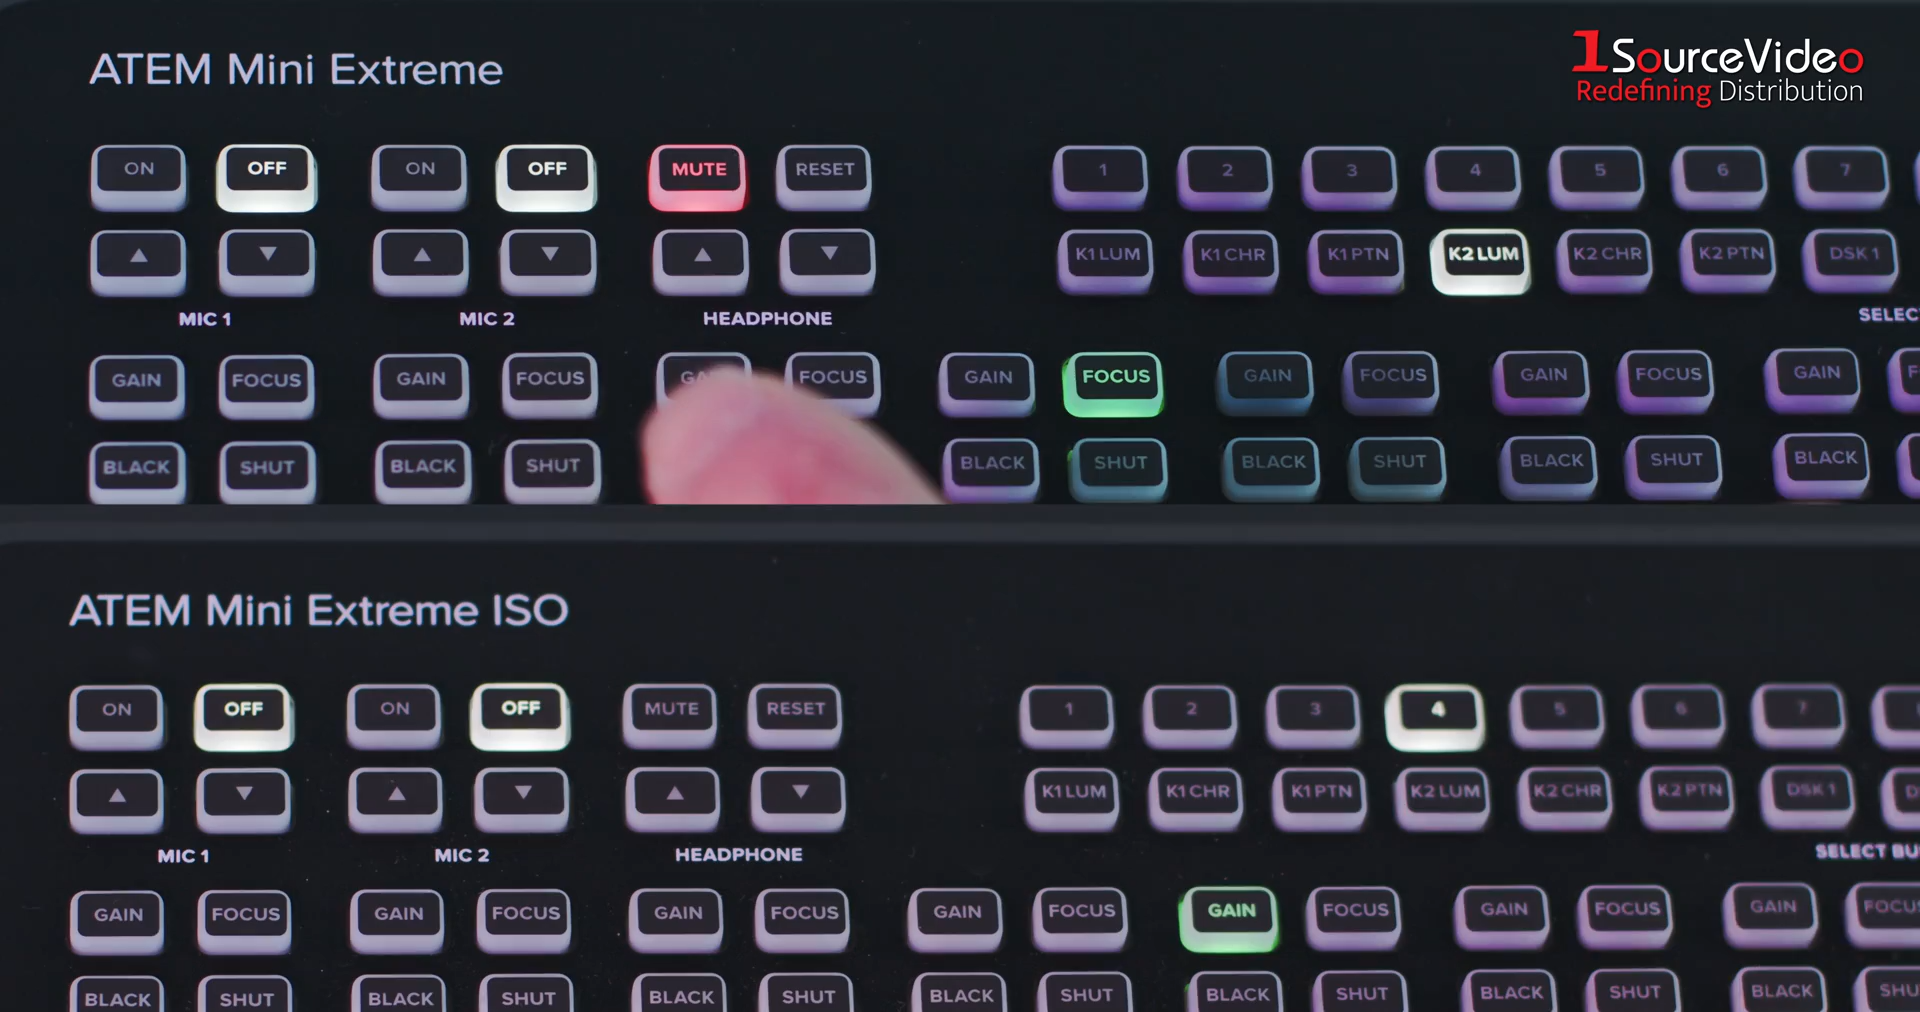 ATEM Mini Extreme
1SourceVideo
Redefining Distribution
ON OFF ON OFF MUTE RESET 1 2 3 4 5 6 7
K1 LUM K1 CHR K1 PTN K2 LUM K2 CHR K2 PTN DSK 1
MIC 1 MIC 2 HEADPHONE SELEC
GAIN FOCUS GAIN FOCUS GA FOCUS GAIN FOCUS GAIN FOCUS GAIN FOCUS GAIN F
BLACK SHUT BLACK SHUT BLACK SHUT BLACK SHUT BLACK SHUT BLACK
ATEM Mini Extreme ISO
ON OFF ON OFF MUTE RESET 1 2 3 4 5 6 7
K1 LUM K1 CHR K1 PTN K2 LUM K2 CHR K2 PTN DSK 1 D
MIC 1 MIC 2 HEADPHONE SELECT BU
GAIN FOCUS GAIN FOCUS GAIN FOCUS GAIN FOCUS GAIN FOCUS GAIN FOCUS GAIN FOCU
BLACK SHUT BLACK SHUT BLACK SHUT BLACK SHUT BLACK SHUT BLACK SHUT BLACK SHU